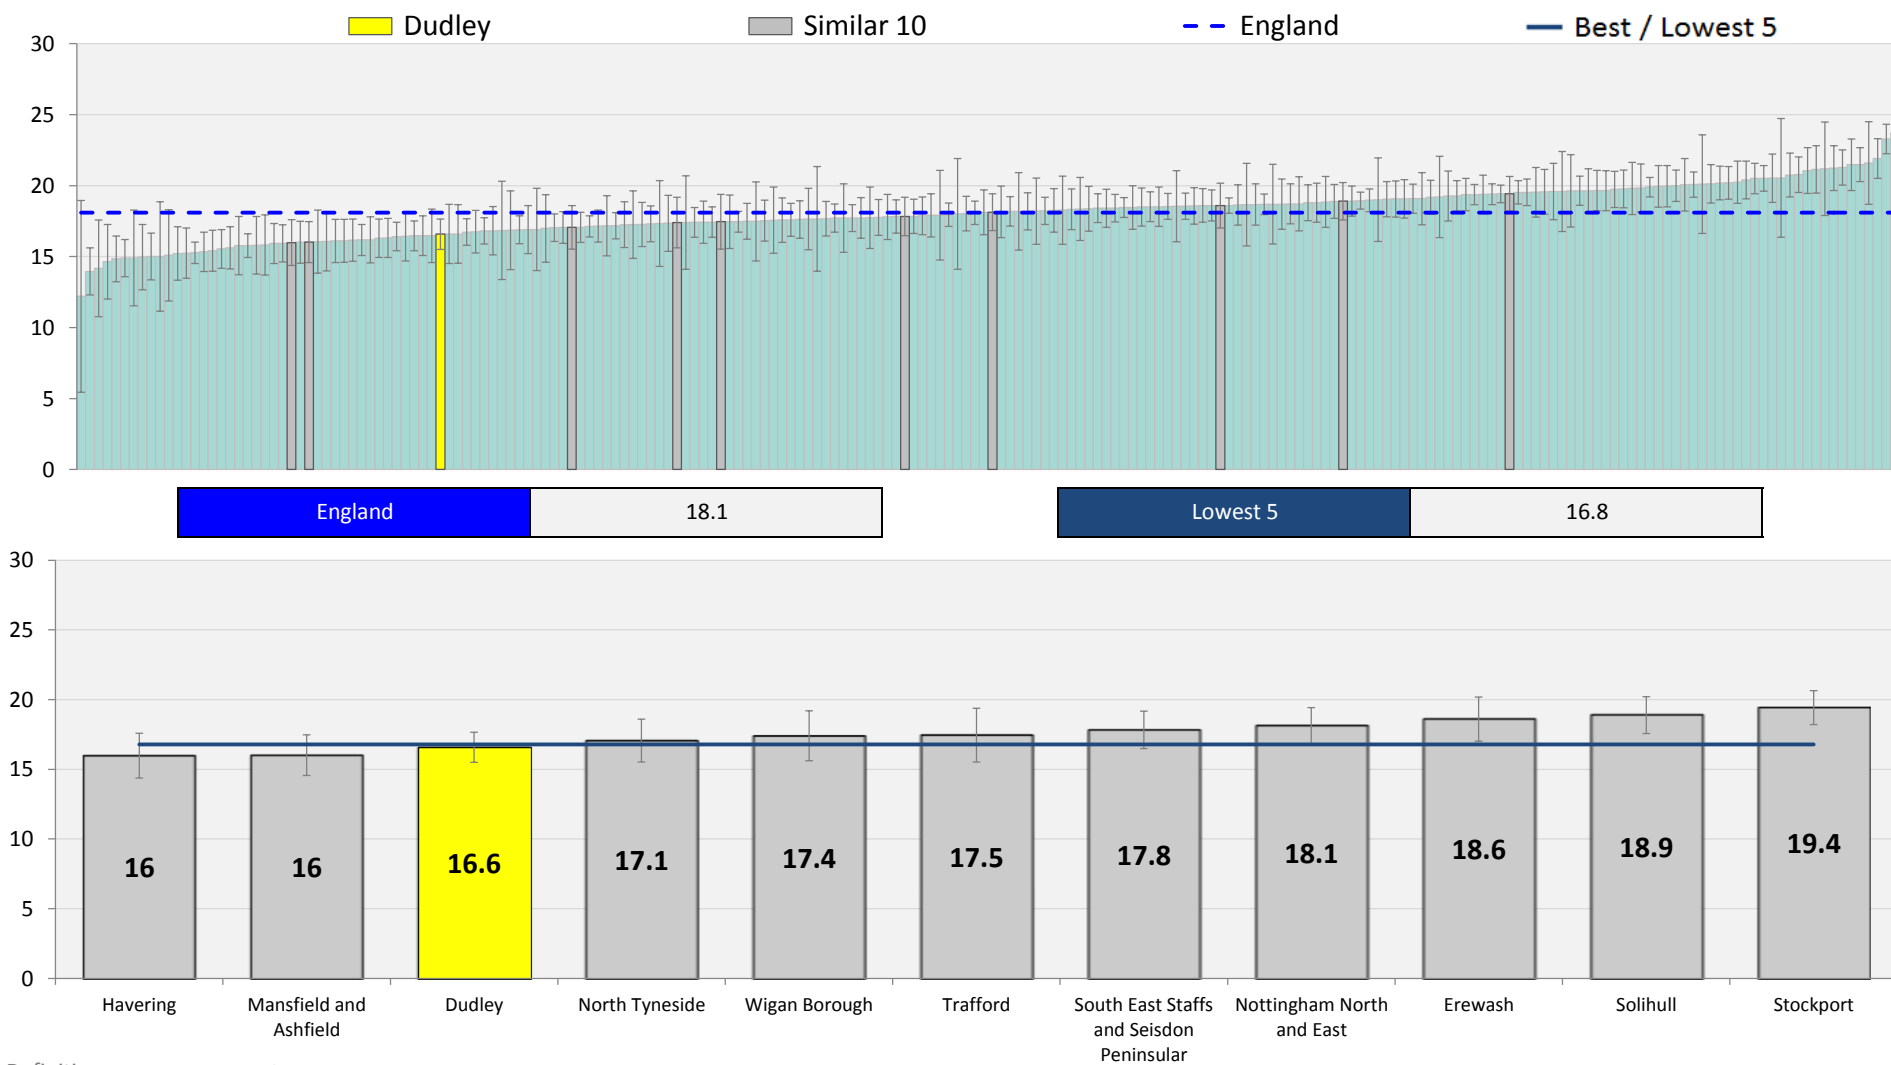 Dudley Similar 10 England Best / Lowest 5
30
25
20
15
10
5
0
England 18.1 Lowest 5 16.8
30
25
20
15
10
5
0
16 16 16.6 17.1 17.4 17.5 17.8 18.1 18.6 18.9 19.4
Havering Mansfield and Dudley North Tyneside Wigan Borough Trafford South East Staffs Nottingham North Erewash Solihull Stockport
Ashfield and Seisdon and East
Peninsular